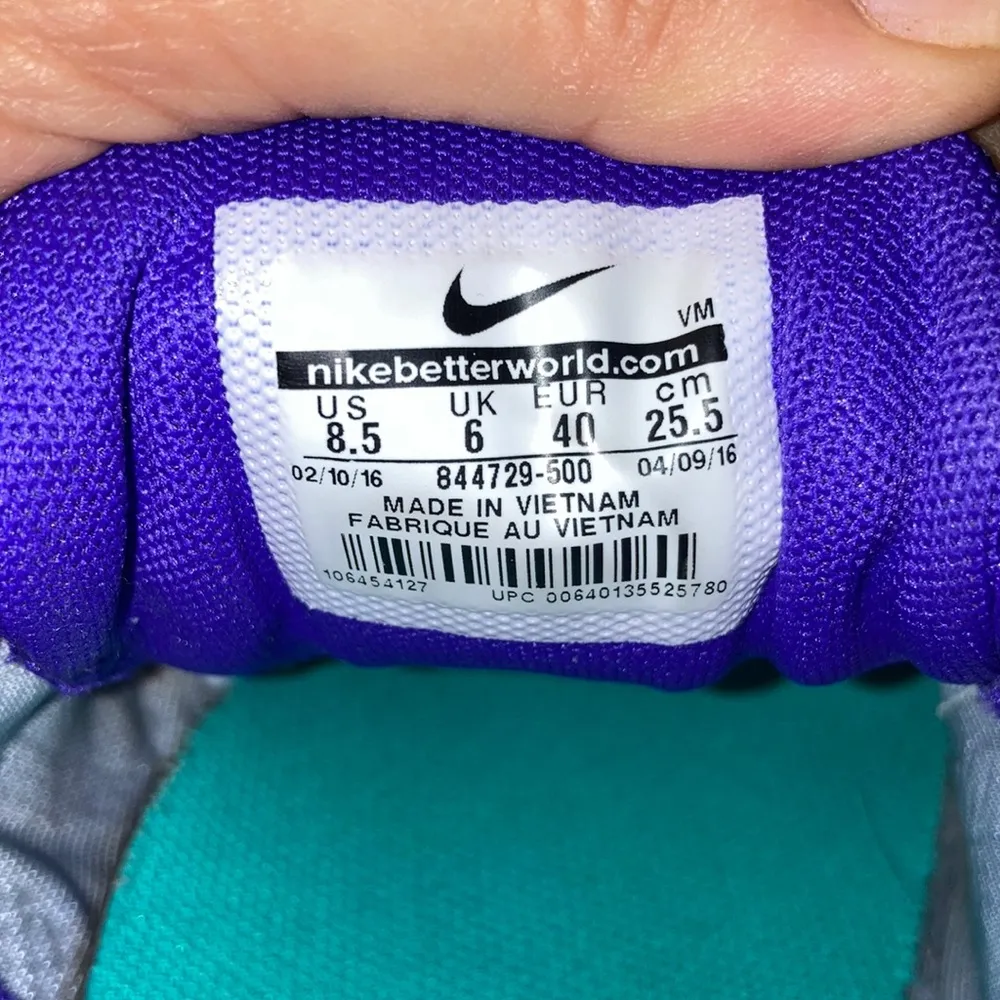 VM
nikebetterworld.com
US UK EUR cm
8.5 6 40 25.5
02/10/16 844729-500 04/09/16
MADE IN VIETNAM
FABRIQUE AU VIETNAM
106454127 UPC 00640135525780